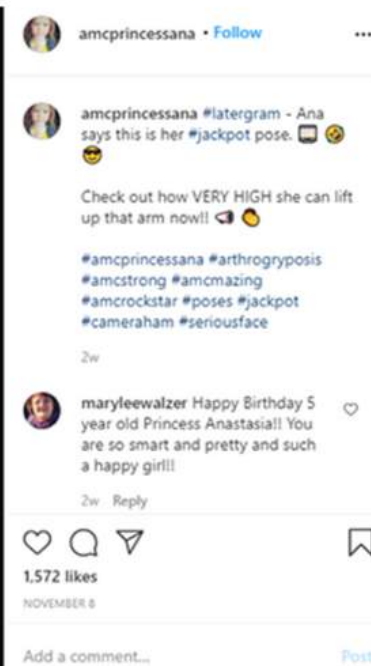 amcprincessana • Follow
amcprincessana #latergram - Ana
says this is her #jackpot pose.
Check out how VERY HIGH she can lift
up that arm now!!
#amcprincessana #arthrogryposis
#amcstrong #amcmazing
#amcrockstar #poses #jackpot
#cameraham #seriousface
2w
maryleewalzer Happy Birthday 5
year old Princess Anastasia!! You
are so smart and pretty and such
a happy girl!!!
2w Reply
1,572 likes
NOVEMBER 8
Add a comment... Post